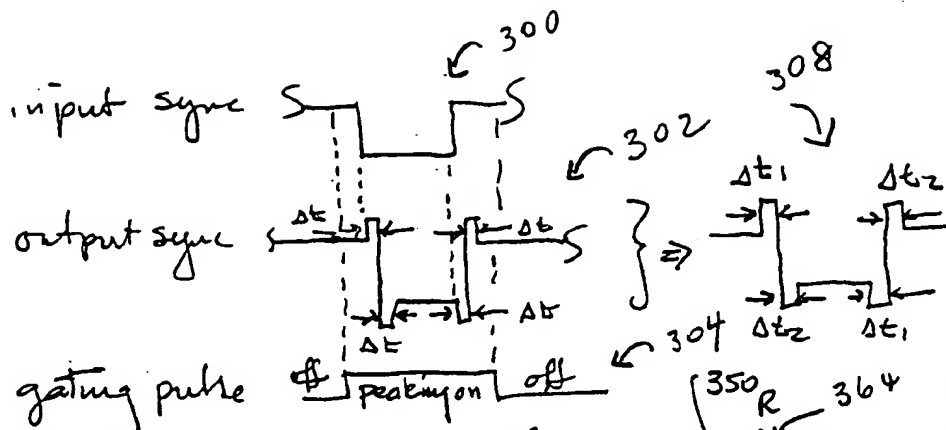 300
input sync
308
302
Δt1 Δt2
output sync Δt Δt
⇒
Δt Δt Δt2 Δt1
304
gating pulse off peaking on off
350
R 364